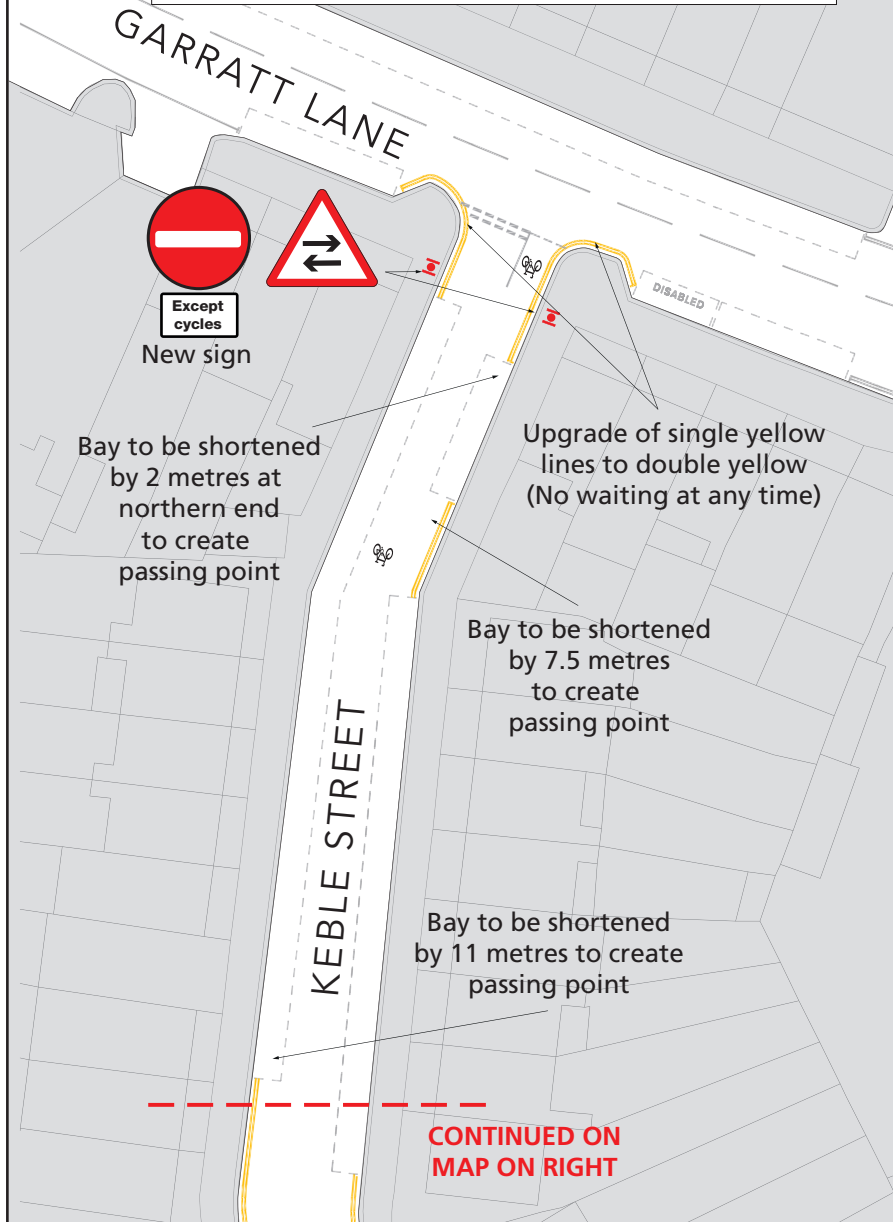 GARRATT LANE
Except
cycles
New sign
DISABLED
Bay to be shortened
by 2 metres at
northern end
to create
passing point
Upgrade of single yellow
lines to double yellow
(No waiting at any time)
Bay to be shortened
by 7.5 metres
to create
passing point
KEBLE STREET
Bay to be shortened
by 11 metres to create
passing point
CONTINUED ON
MAP ON RIGHT